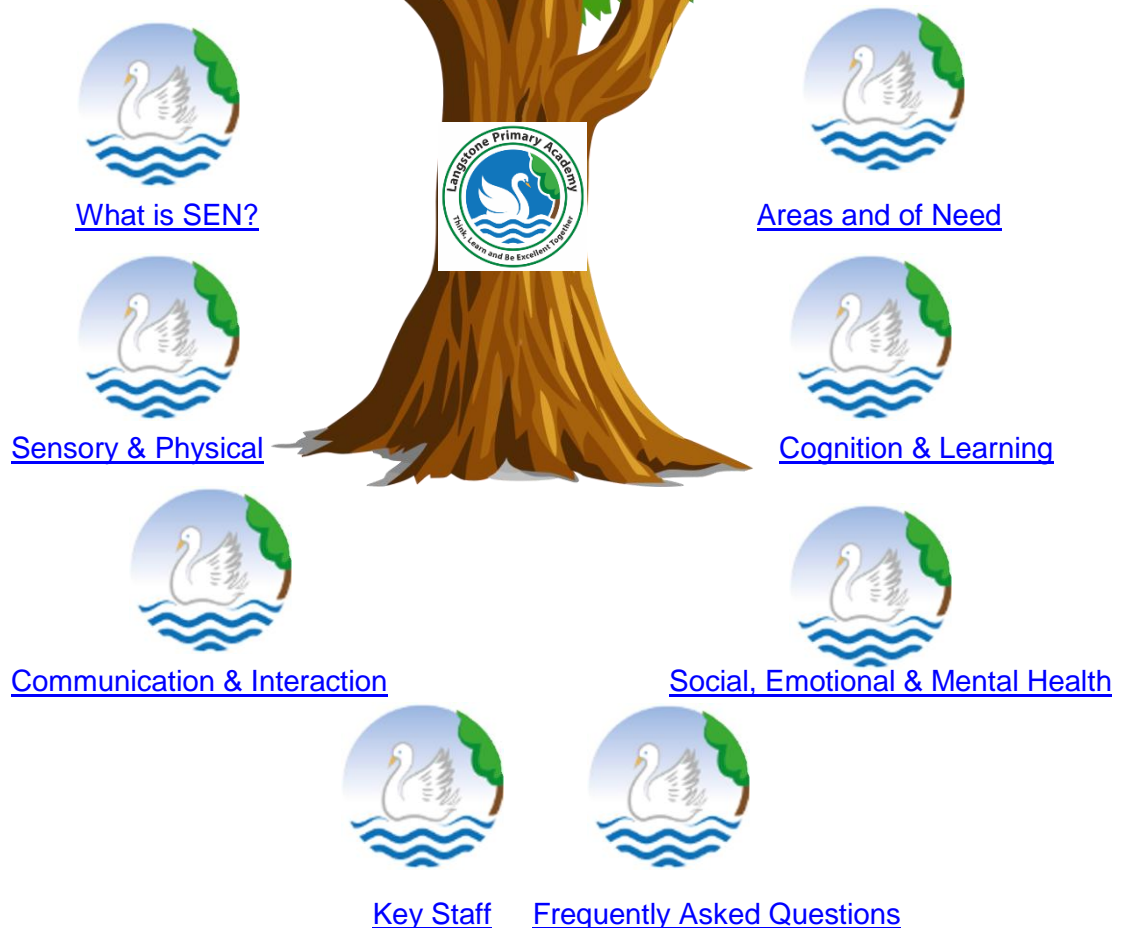 Langstone Primary Academy
Think, Learn and Be Excellent Together
What is SEN?
Areas and of Need
Sensory & Physical
Cognition & Learning
Communication & Interaction
Social, Emotional & Mental Health
Key Staff
Frequently Asked Questions